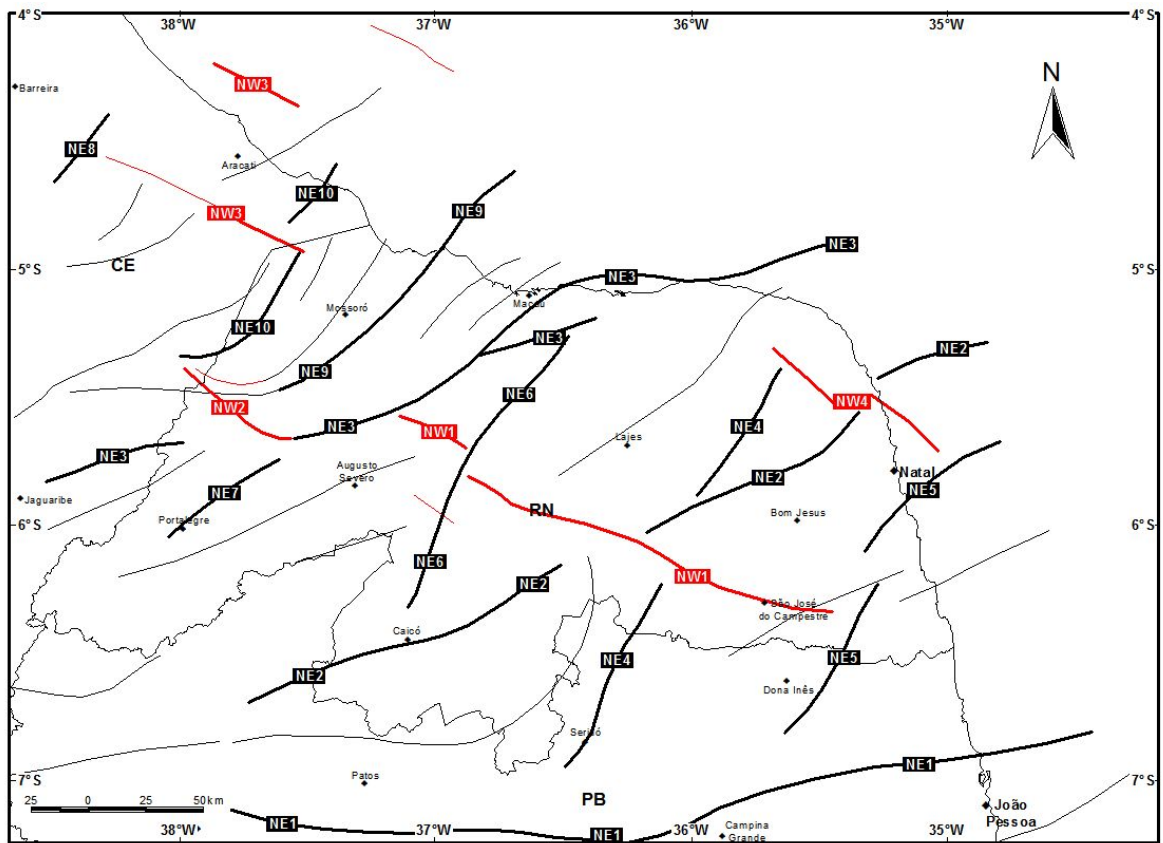 4°S
38°W
37°W
36°W
35°W
4°S
N
NW3
Barreira
NE8
Aracati
NE10
NW3
NE9
CE
NE3
5°S
5°S
NE3
Macau
Mossoró
NE10
NE3
NE2
NE9
NE6
NW2
NW4
NE3
NW1
NE4
Lajes
NE3
Augusto
Severo
NE2
Natal
NE7
NE5
Jaguaribe
RN
Bom Jesus
Portalegre
6°S
6°S
NE6
NE2
NW1
São José
do Campestre
Caicó
NE4
NE5
NE2
Dona Inês
Seridó
NE1
7°S
Patos
7°S
PB
João
Pessoa
25 0 25 50km
NE1
NE1
Campina
Grande
38°W
37°W
36°W
35°W